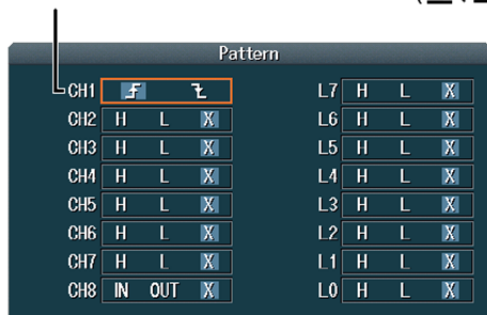 Pattern
CH1 L7 H L X
CH2 H L X L6 H L X
CH3 H L X L5 H L X
CH4 H L X L4 H L X
CH5 H L X L3 H L X
CH6 H L X L2 H L X
CH7 H L X L1 H L X
CH8 IN OUT X L0 H L X